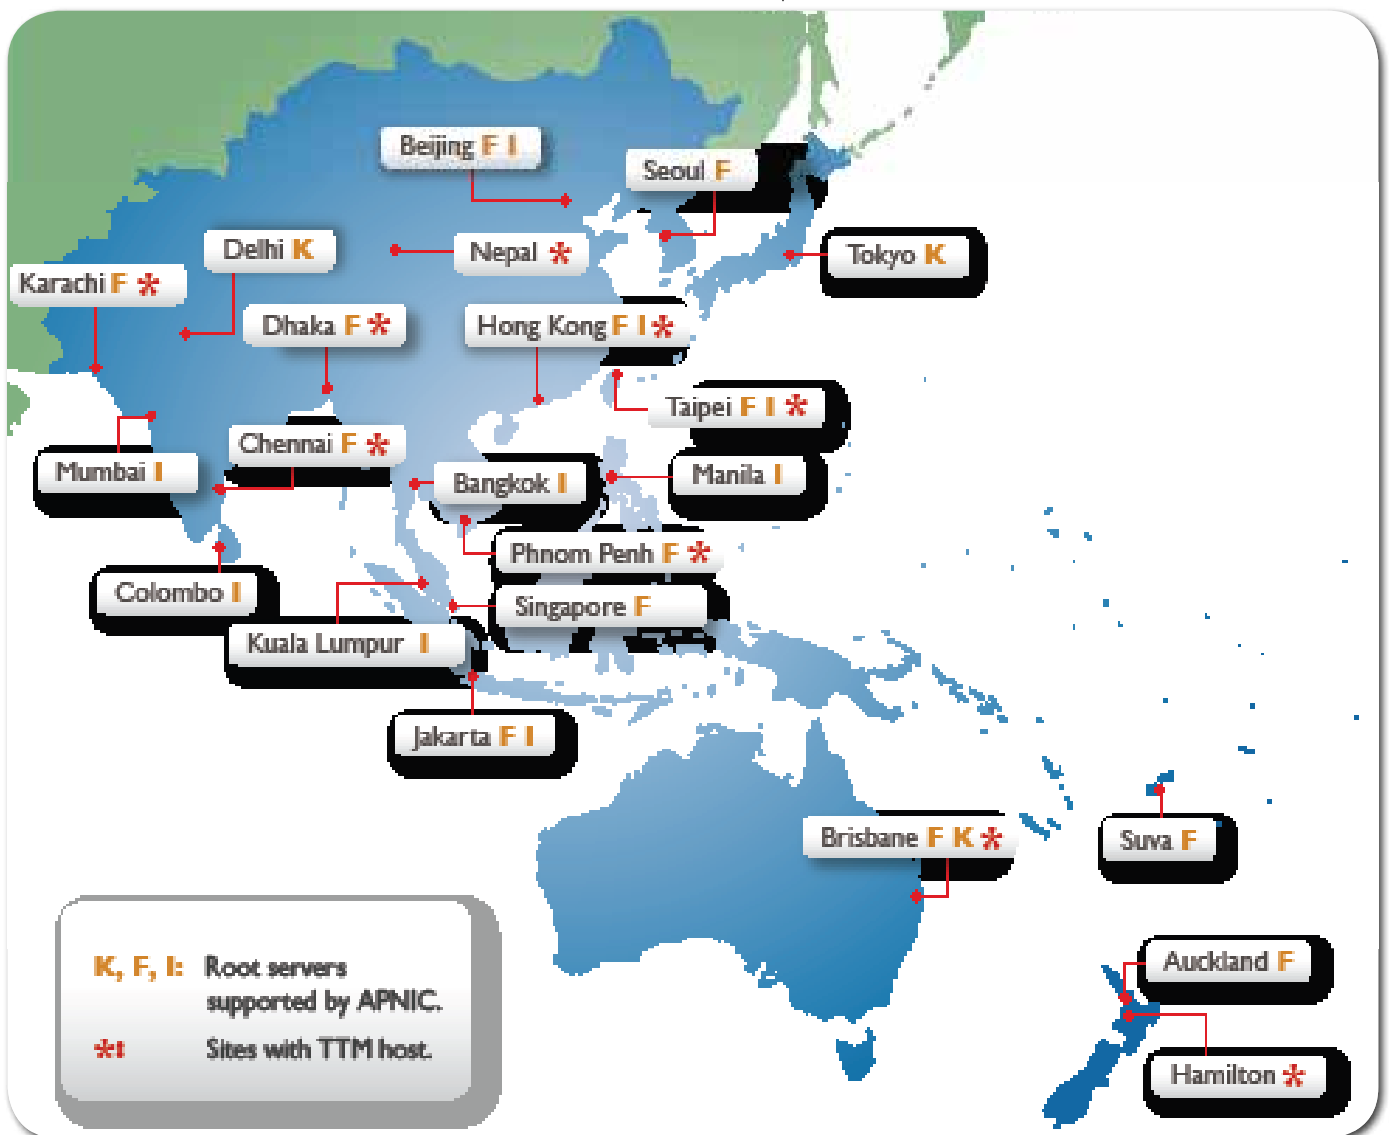 Beijing F I
Seoul F
Delhi K
Nepal *
Tokyo K
Karachi F *
Dhaka F *
Hong Kong F I *
Taipei F I *
Chennai F *
Mumbai I
Bangkok I
Manila I
Phnom Penh F *
Colombo I
Singapore F
Kuala Lumpur I
Jakarta F I
Brisbane F K *
Suva F
Auckland F
Hamilton *
K, F, I: Root servers
supported by APNIC.
*: Sites with TTM host.